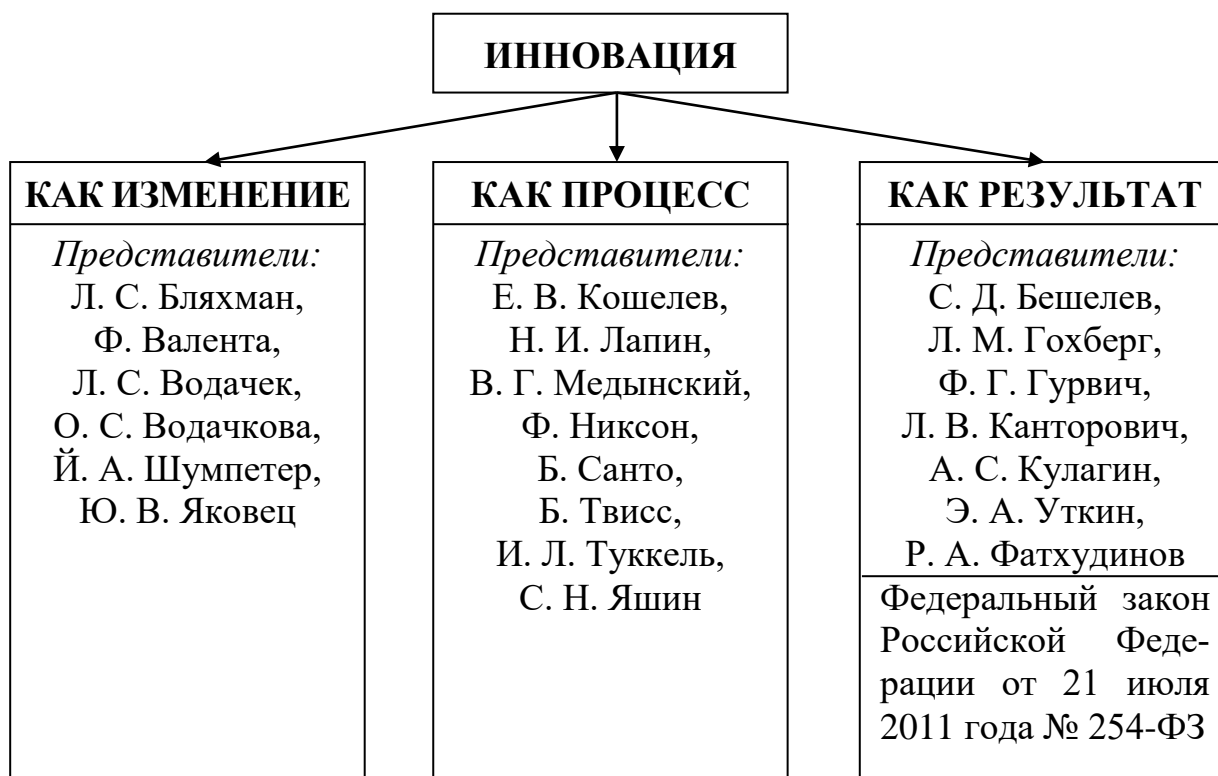 ИННОВАЦИЯ
КАК ИЗМЕНЕНИЕ
Представители:
Л. С. Бляхман,
Ф. Валента,
Л. С. Водачек,
О. С. Водачкова,
Й. А. Шумпетер,
Ю. В. Яковец
КАК ПРОЦЕСС
Представители:
Е. В. Кошелев,
Н. И. Лапин,
В. Г. Медынский,
Ф. Никсон,
Б. Санто,
Б. Твисс,
И. Л. Туккель,
С. Н. Яшин
КАК РЕЗУЛЬТАТ
Представители:
С. Д. Бешелев,
Л. М. Гохберг,
Ф. Г. Гурвич,
Л. В. Канторович,
А. С. Кулагин,
Э. А. Уткин,
Р. А. Фатхудинов
Федеральный закон
Российской Феде-
рации от 21 июля
2011 года № 254-ФЗ